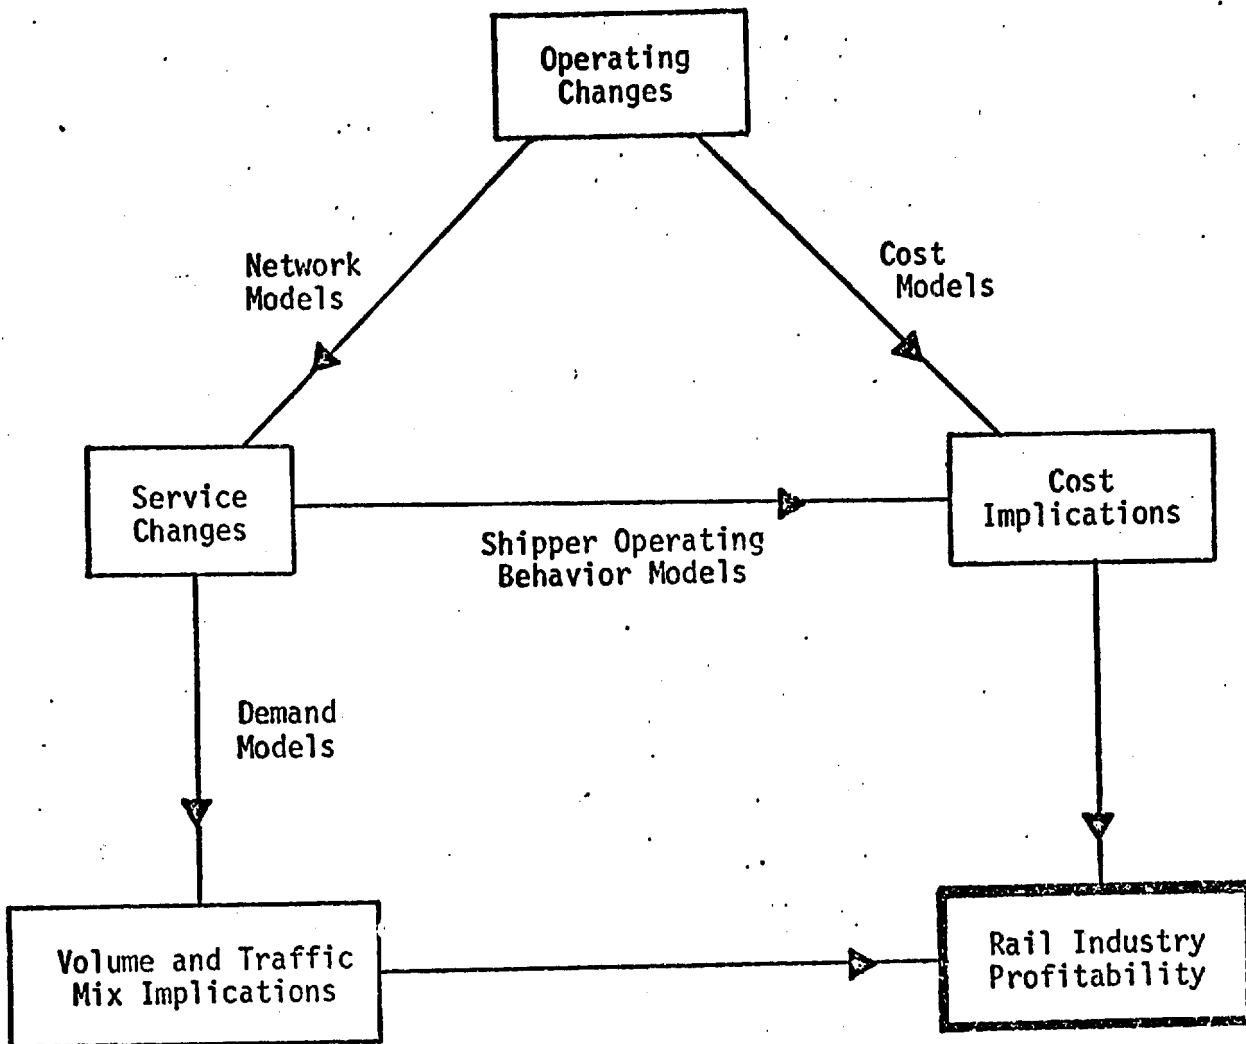 Operating
Changes
Network
Models
Cost
Models
Service
Changes
Cost
Implications
Shipper Operating
Behavior Models
Demand
Models
Volume and Traffic
Mix Implications
Rail Industry
Profitability